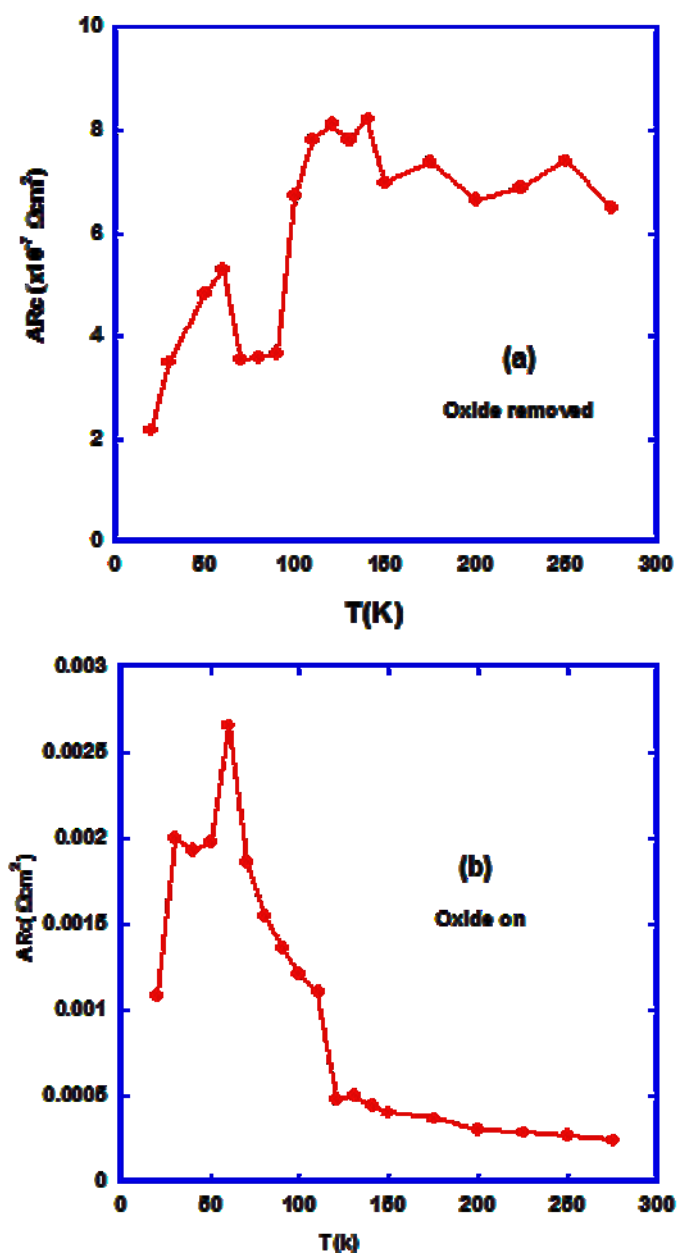 10
8
6
4
2
0
ARc (x10⁻⁷ Ωcm²)
(a)
Oxide removed
0 50 100 150 200 250 300
T(K)
0.003
0.0025
0.002
0.0015
0.001
0.0005
0
ARc( Ωcm²)
(b)
Oxide on
0 50 100 150 200 250 300
T(k)